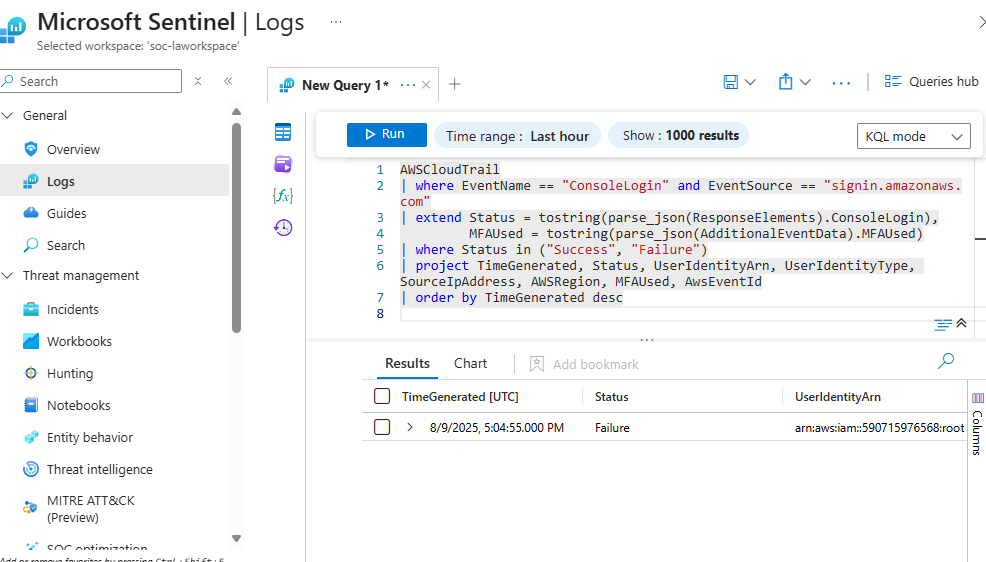 Microsoft Sentinel | Logs ...
Selected workspace: 'soc-laworkspace'
Search
General
Overview
Logs
Guides
Search
Threat management
Incidents
Workbooks
Hunting
Notebooks
Entity behavior
Threat intelligence
MITRE ATT&CK
(Preview)
SOC optimization
Add or remove favorites by pressing Ctrl+Shift+F
New Query 1*
Queries hub
Run
Time range : Last hour
Show : 1000 results
KQL mode
1 AWSCloudTrail
2 | where EventName == "ConsoleLogin" and EventSource == "signin.amazonaws.
com"
3 | extend Status = tostring(parse_json(ResponseElements).ConsoleLogin),
4 MFAUsed = tostring(parse_json(AdditionalEventData).MFAUsed)
5 | where Status in ("Success", "Failure")
6 | project TimeGenerated, Status, UserIdentityArn, UserIdentityType,
SourceIpAddress, AWSRegion, MFAUsed, AwsEventId
7 | order by TimeGenerated desc
8
Results Chart Add bookmark
TimeGenerated [UTC] Status UserIdentityArn
8/9/2025, 5:04:55.000 PM Failure arn:aws:iam::590715976568:root
Columns